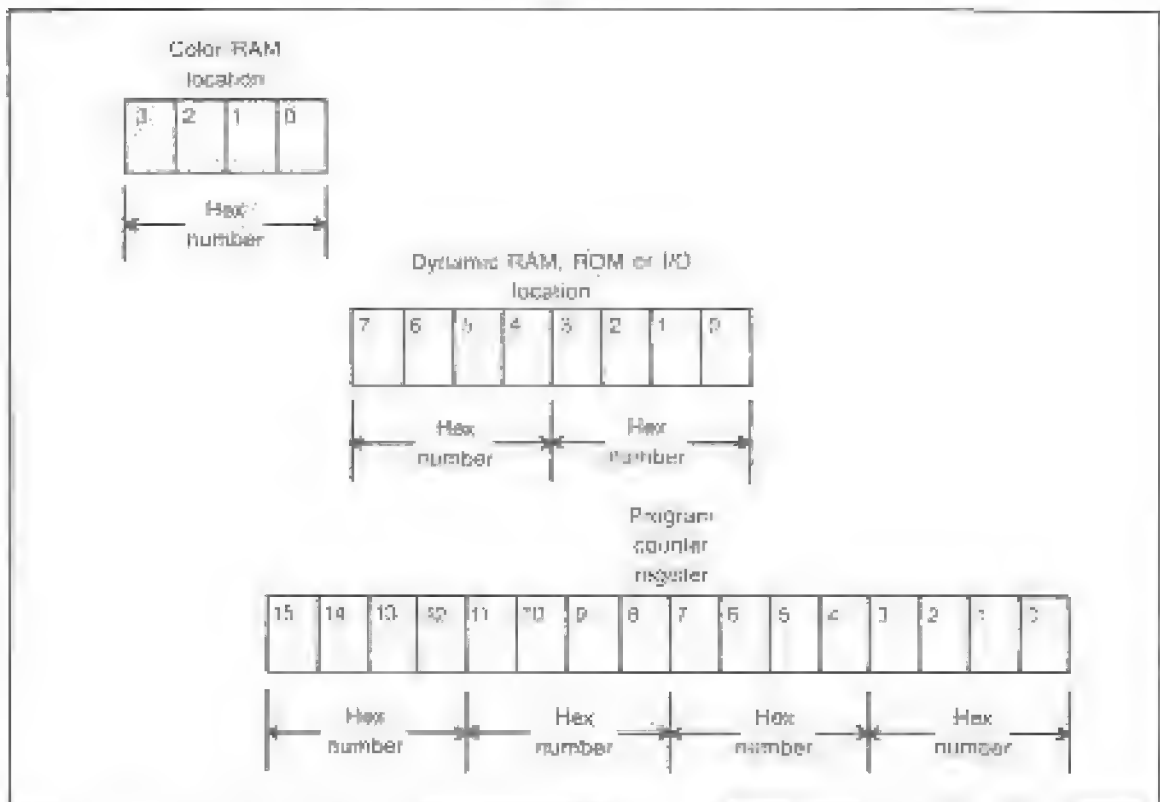 Color RAM
location
3 2 1 0
Hex
number
Dynamic RAM, ROM or I/O
location
7 6 5 4 3 2 1 0
Hex Hex
number number
Program
counter
register
15 14 13 12 11 10 9 8 7 6 5 4 3 2 1 0
Hex Hex Hex Hex
number number number number